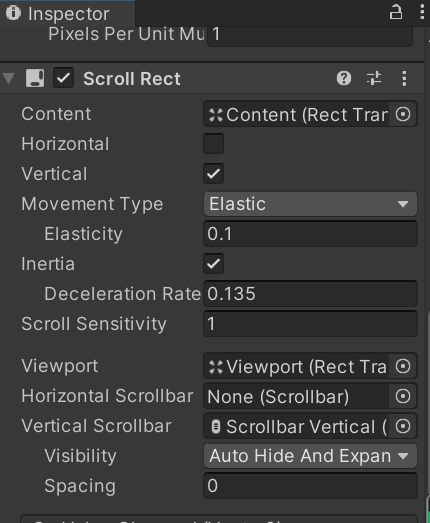 Inspector
Pixels Per Unit Mu 1
Scroll Rect
Content Content (Rect Tran
Horizontal
Vertical
Movement Type Elastic
Elasticity 0.1
Inertia
Deceleration Rate 0.135
Scroll Sensitivity 1
Viewport Viewport (Rect Tra
Horizontal Scrollbar None (Scrollbar)
Vertical Scrollbar Scrollbar Vertical (
Visibility Auto Hide And Expan
Spacing 0